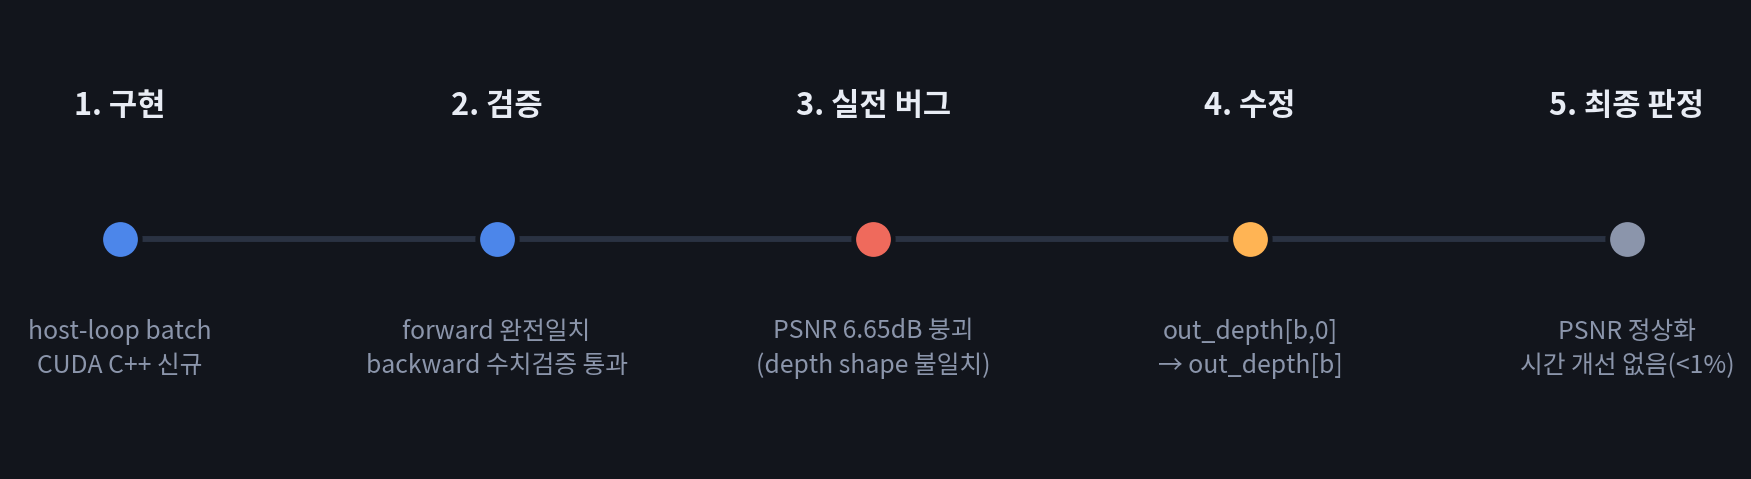 1. 구현
2. 검증
3. 실전 버그
4. 수정
5. 최종 판정
host-loop batch
CUDA C++ 신규
forward 완전일치
backward 수치검증 통과
PSNR 6.65dB 붕괴
(depth shape 불일치)
out_depth[b,0]
→ out_depth[b]
PSNR 정상화
시간 개선 없음(<1%)